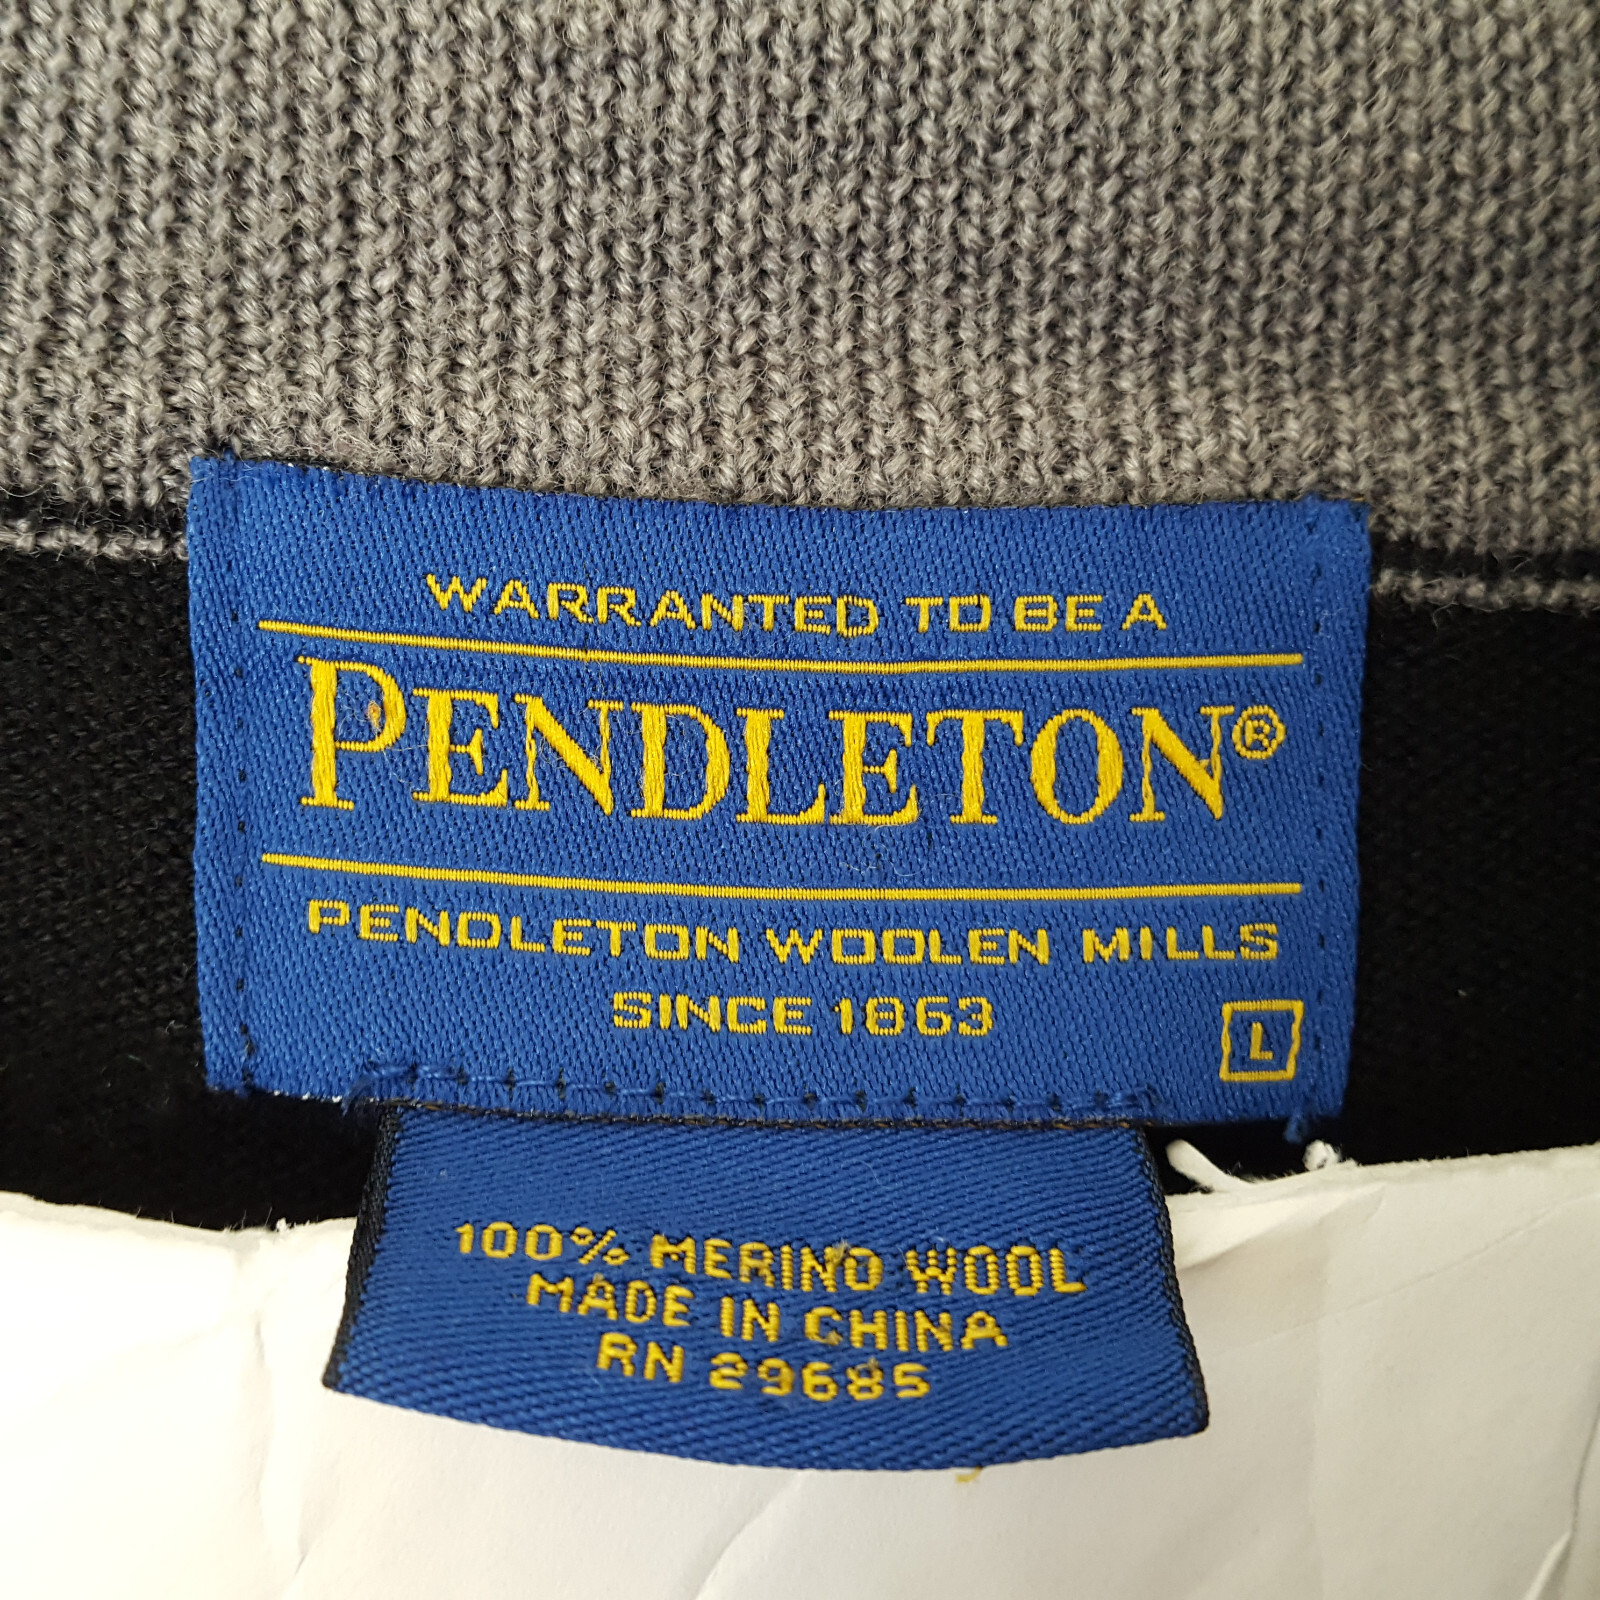 WARRANTED TO BE A
PENDLETON®
PENDLETON WOOLEN MILLS
SINCE 1863
L
100% MERINO WOOL
MADE IN CHINA
RN 29685